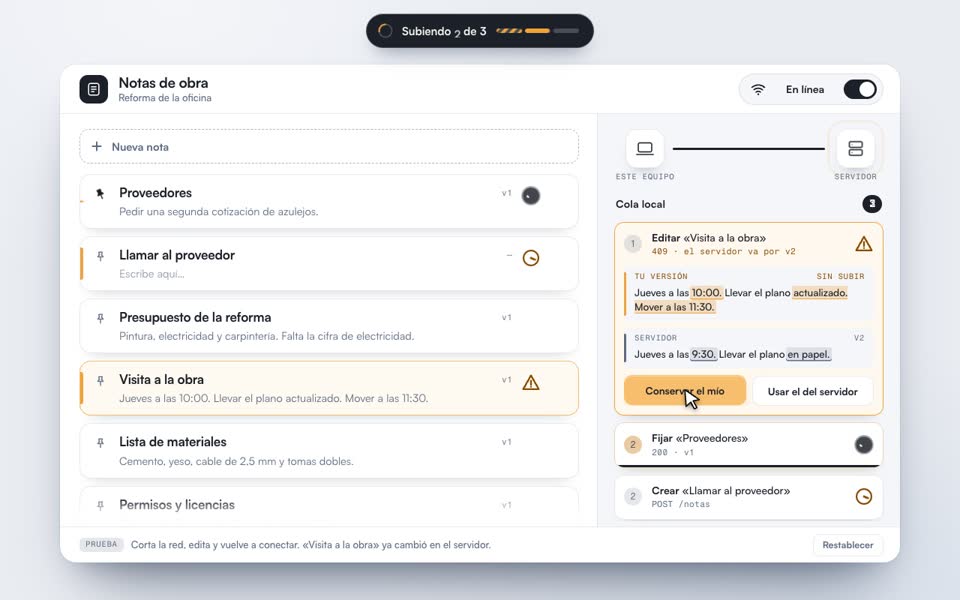 Subiendo 2 de 3
Notas de obra
Reforma de la oficina
En línea
Nueva nota
Proveedores
v1
Pedir una segunda cotización de azulejos.
Llamar al proveedor
–
Escribe aquí…
Presupuesto de la reforma
v1
Pintura, electricidad y carpintería. Falta la cifra de electricidad.
Visita a la obra
v1
Jueves a las 10:00. Llevar el plano actualizado. Mover a las 11:30.
Lista de materiales
v1
Cemento, yeso, cable de 2,5 mm y tomas dobles.
Permisos y licencias
v1
ESTE EQUIPO
SERVIDOR
Cola local
1
Editar «Visita a la obra»
409 · el servidor va por v2
TU VERSIÓN
SIN SUBIR
Jueves a las 10:00. Llevar el plano actualizado.
Mover a las 11:30.
SERVIDOR
V2
Jueves a las 9:30. Llevar el plano en papel.
Conservar el mío
Usar el del servidor
2
Fijar «Proveedores»
200 · v1
2
Crear «Llamar al proveedor»
POST /notas
PRUEBA
Corta la red, edita y vuelve a conectar. «Visita a la obra» ya cambió en el servidor.
Restablecer